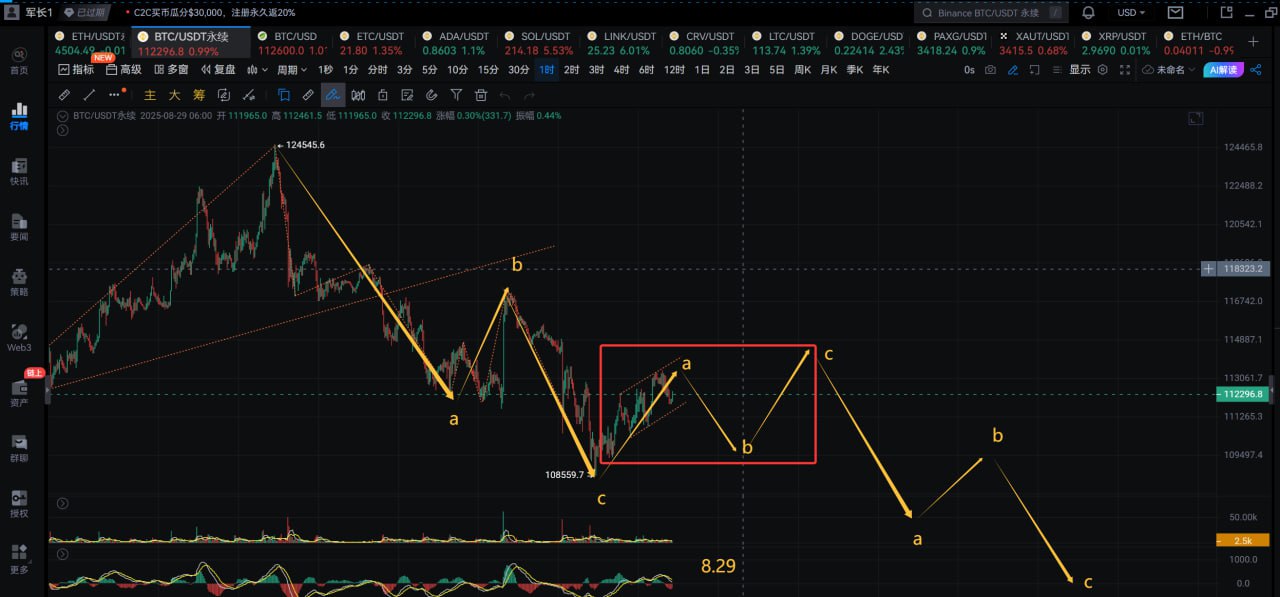 军长1 已过期 • C2C买币瓜分$30,000，注册永久返20% Binance BTC/USDT 永续 / USD
ETH/USDT永 BTC/USDT永续 BTC/USD ETC/USDT ADA/USDT SOL/USDT LINK/USDT CRV/USDT LTC/USDT DOGE/USD PAXG/USD1 XAUT/USD1 XRP/USDT ETH/BTC
4504.49 -0.01 112296.8 0.99% 112600.0 1.01 21.80 1.35% 0.8603 1.1% 214.18 5.53% 25.23 6.01% 0.8060 -0.35% 113.74 1.39% 0.22414 2.43% 3418.24 0.9% 3415.5 0.68% 2.9690 0.01% 0.04011 -0.99
NEW
指标 高级 多窗 复盘 周期 1秒 1分 分时 3分 5分 10分 15分 30分 1时 2时 3时 4时 6时 12时 1日 2日 3日 5日 周K 月K 季K 年K 0s 显示 未命名 AI解读
主 大 筹
BTC/USDT永续 2025-08-29 06:00 开 111965.0 高 112461.5 低 111965.0 收 112296.8 涨幅 0.30%(331.7) 振幅 0.44%
首页
行情
快讯
要闻
策略
Web3
链上
资产
群聊
授权
更多
124545.6
b
a
108559.7
c
a
b
c
a
b
c
8.29
124465.8
122488.2
120542.1
118323.2
116742.0
114887.1
113061.7
112296.8
111265.3
109497.4
50.00k
2.5k
1000.0
0.0